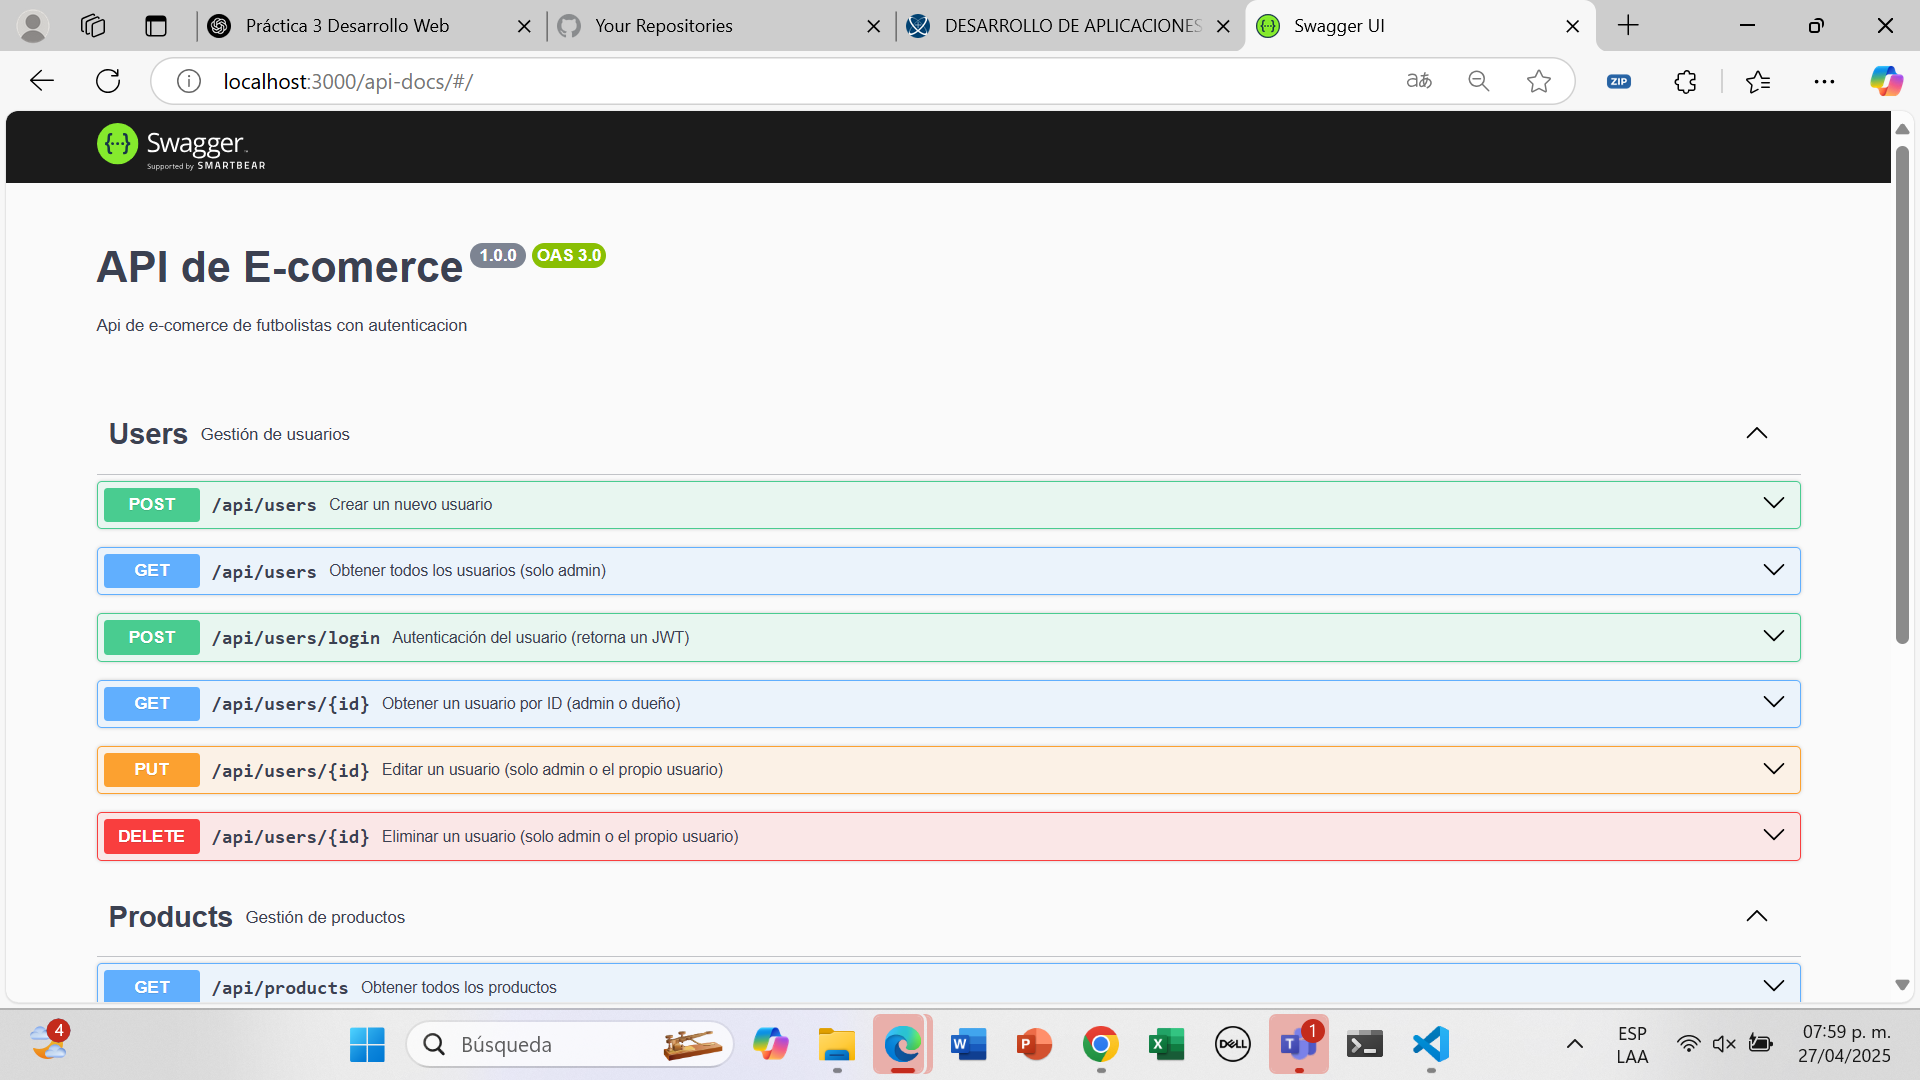 Práctica 3 Desarrollo Web
Your Repositories
DESARROLLO DE APLICACIONES
Swagger UI
localhost:3000/api-docs/#/
aあ
ZIP
{···} Swagger
Supported by SMARTBEAR
API de E-comerce 1.0.0 OAS 3.0
Api de e-comerce de futbolistas con autenticacion
Users Gestión de usuarios
POST /api/users Crear un nuevo usuario
GET /api/users Obtener todos los usuarios (solo admin)
POST /api/users/login Autenticación del usuario (retorna un JWT)
GET /api/users/{id} Obtener un usuario por ID (admin o dueño)
PUT /api/users/{id} Editar un usuario (solo admin o el propio usuario)
DELETE /api/users/{id} Eliminar un usuario (solo admin o el propio usuario)
Products Gestión de productos
GET /api/products Obtener todos los productos
4
Búsqueda
W
P
X
DELL
T
1
ESP
LAA
07:59 p. m.
27/04/2025